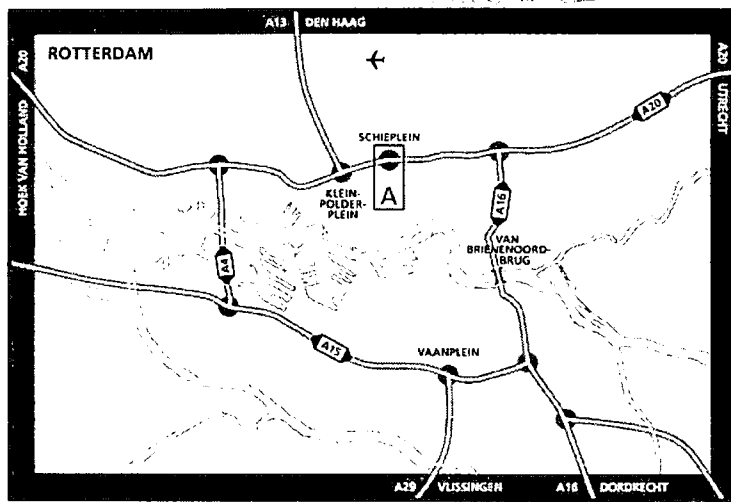 A13 DEN HAAG
A20
ROTTERDAM
A20
UTRECHT
HOEK VAN HOLLAND
A20
SCHIEPLEIN
A
KLEIN-
POLDER-
PLEIN
A16
VAN
BRIENENOORD-
BRUG
A4
A15
VAANPLEIN
A29 VLISSINGEN
A16 DORDRECHT